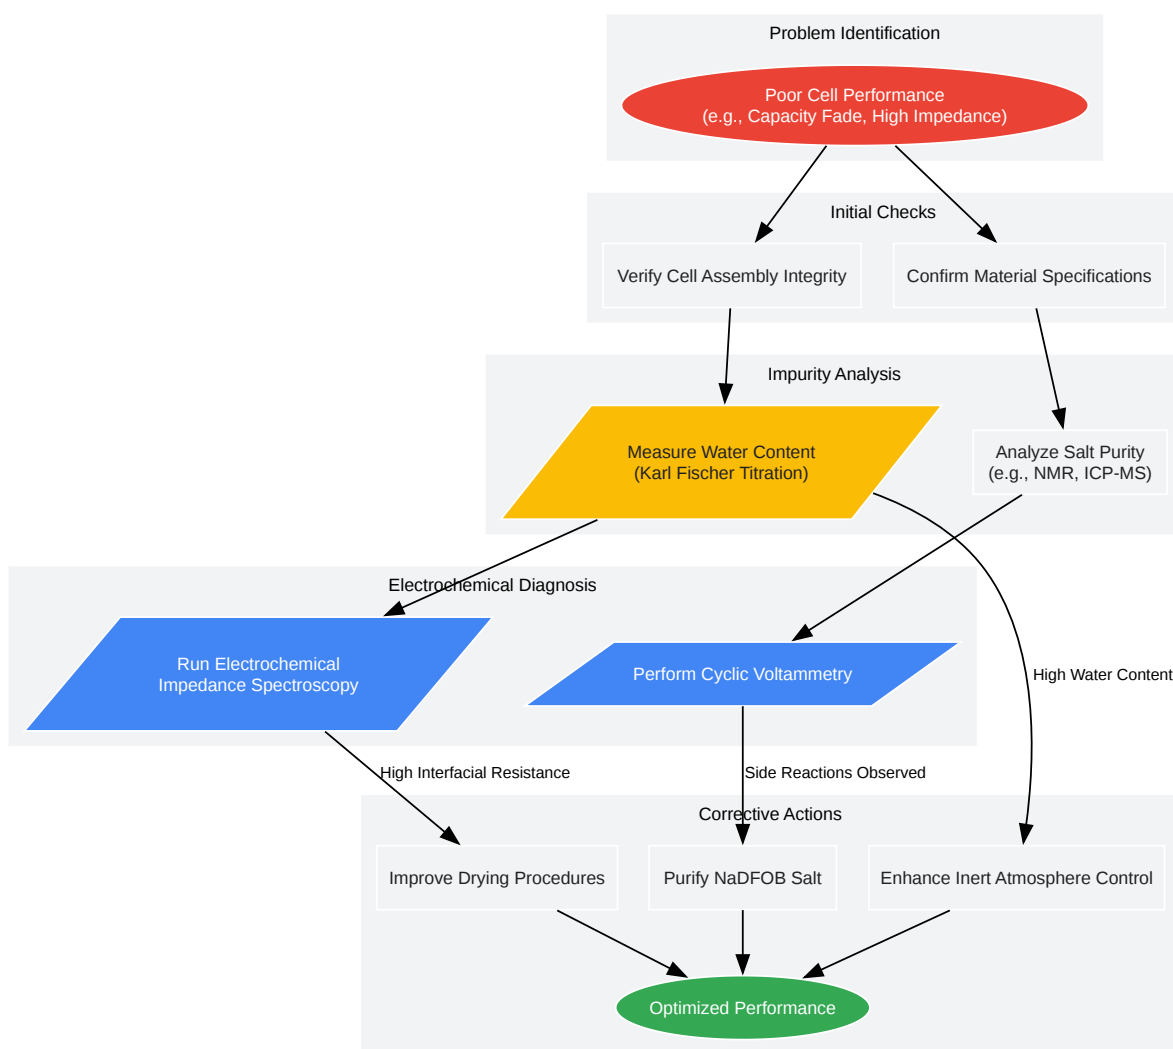 Problem Identification
Poor Cell Performance
(e.g., Capacity Fade, High Impedance)
Initial Checks
Verify Cell Assembly Integrity
Confirm Material Specifications
Impurity Analysis
Measure Water Content
(Karl Fischer Titration)
Analyze Salt Purity
(e.g., NMR, ICP-MS)
Electrochemical Diagnosis
Run Electrochemical
Impedance Spectroscopy
Perform Cyclic Voltammetry
High Water Content
High Interfacial Resistance
Side Reactions Observed
Corrective Actions
Improve Drying Procedures
Purify NaDFOB Salt
Enhance Inert Atmosphere Control
Optimized Performance